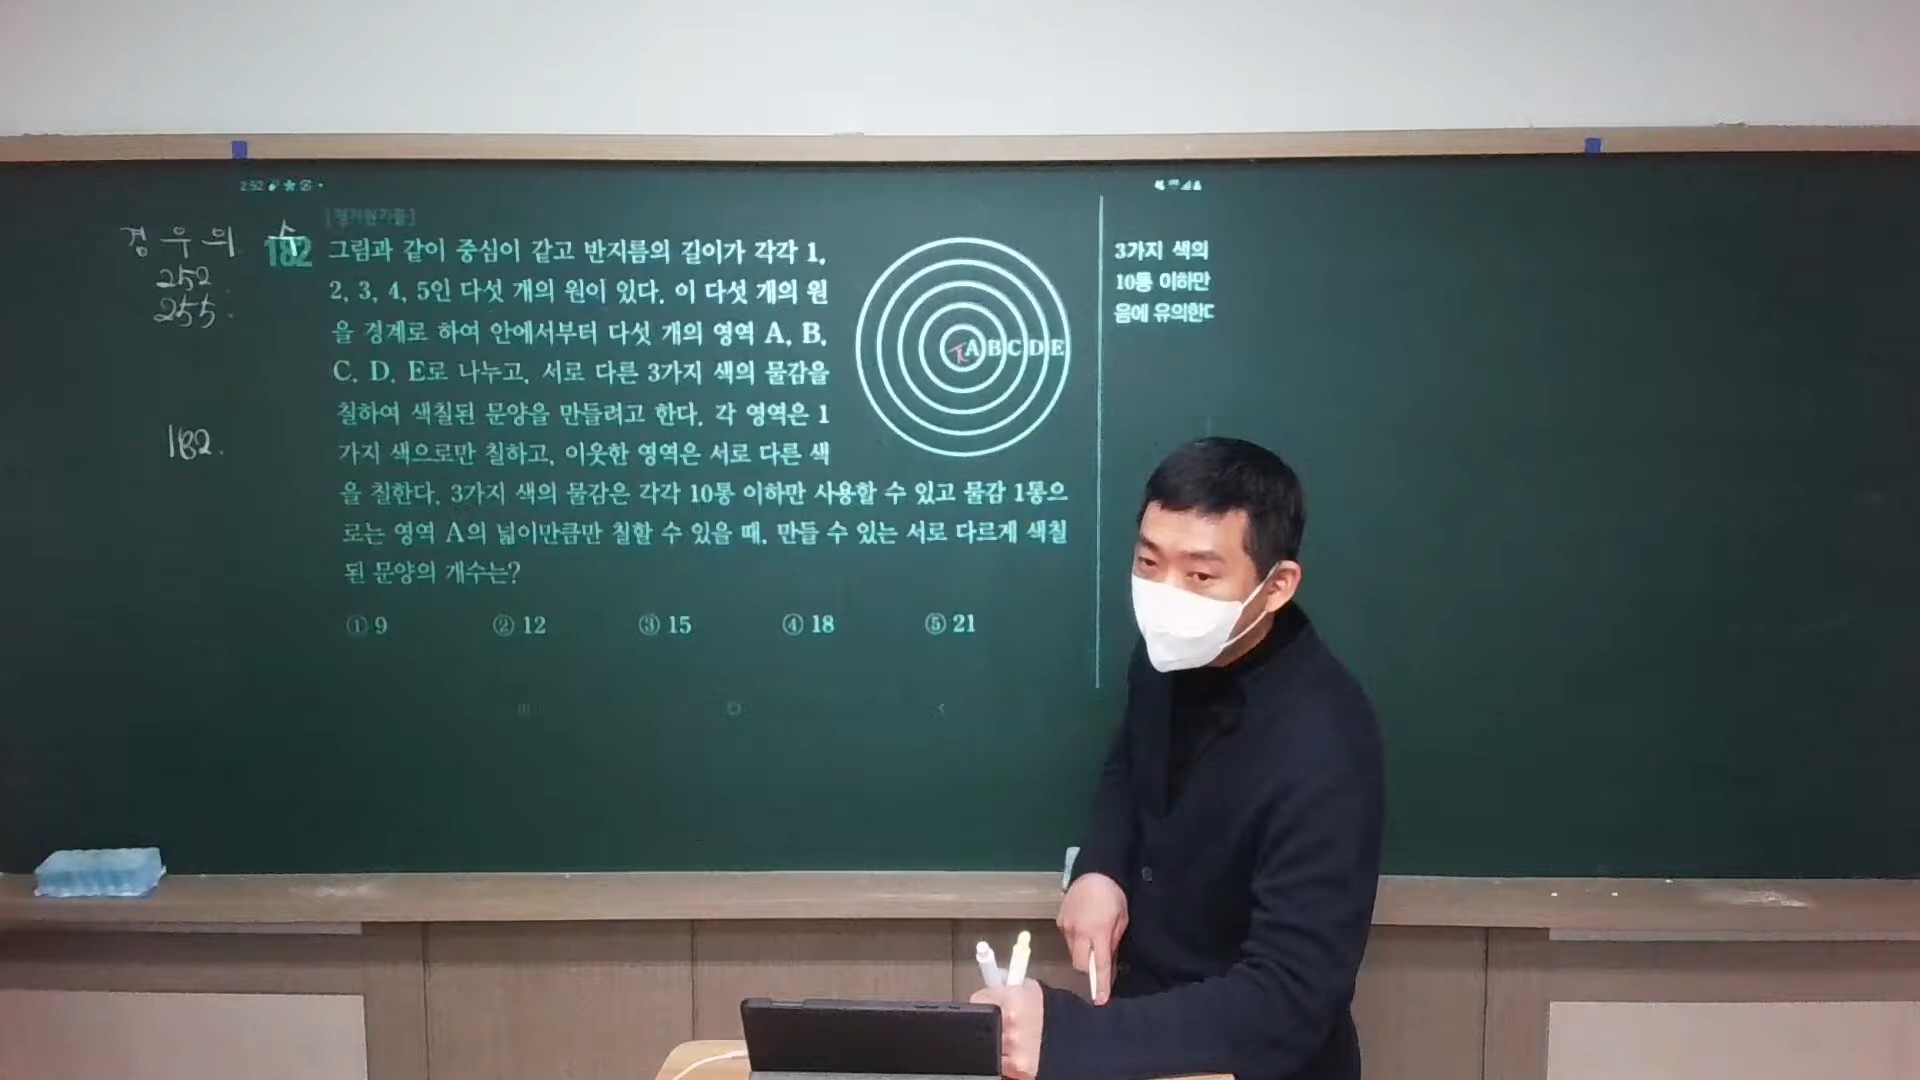 경우의 수
252.
255.
182.
2:52
[평가원기출]
182 그림과 같이 중심이 같고 반지름의 길이가 각각 1,
2, 3, 4, 5인 다섯 개의 원이 있다. 이 다섯 개의 원
을 경계로 하여 안에서부터 다섯 개의 영역 A, B,
C, D, E로 나누고, 서로 다른 3가지 색의 물감을
칠하여 색칠된 문양을 만들려고 한다. 각 영역은 1
가지 색으로만 칠하고, 이웃한 영역은 서로 다른 색
을 칠한다. 3가지 색의 물감은 각각 10통 이하만 사용할 수 있고 물감 1통으
로는 영역 A의 넓이만큼만 칠할 수 있을 때, 만들 수 있는 서로 다르게 색칠
된 문양의 개수는?
① 9 ② 12 ③ 15 ④ 18 ⑤ 21
π A B C D E
3가지 색의
10통 이하만
음에 유의한다